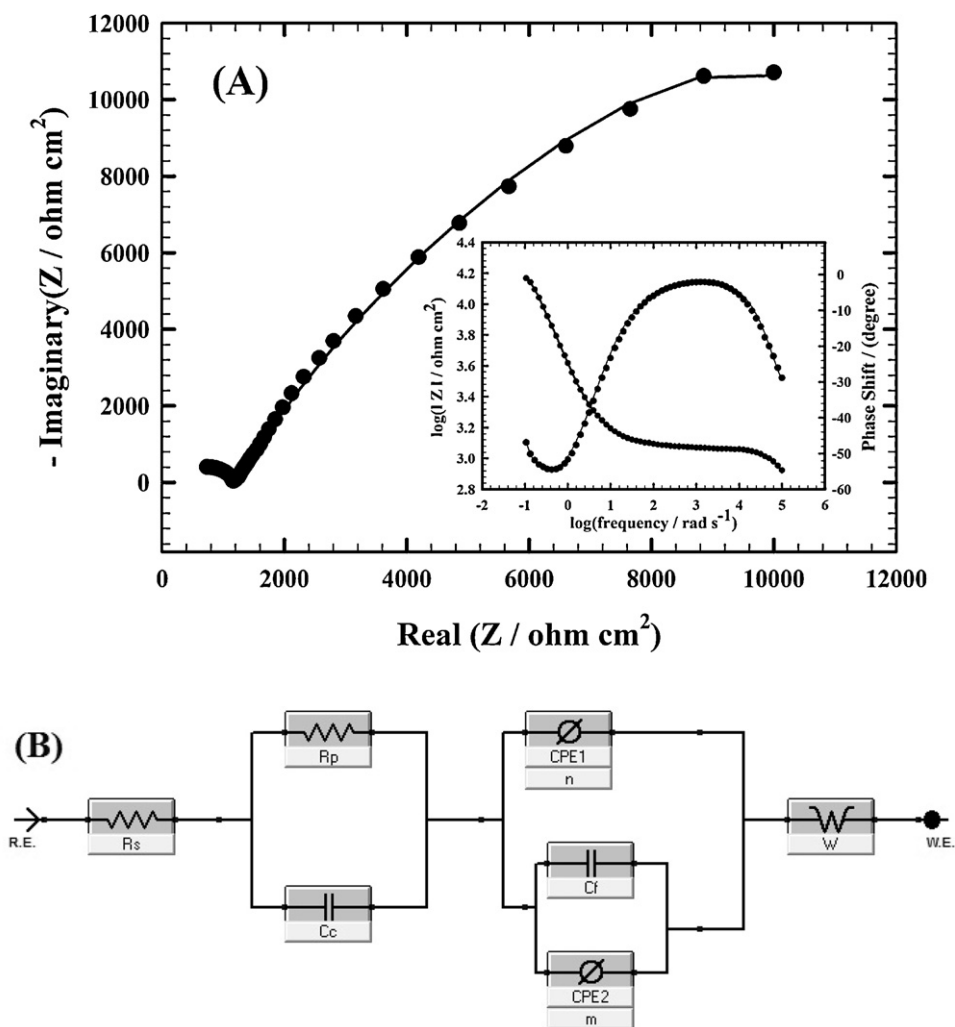 (A)
- Imaginary(Z / ohm cm2)
12000
10000
8000
6000
4000
2000
0
0 2000 4000 6000 8000 10000 12000
Real (Z / ohm cm2)
log(I Z I / ohm cm2)
4.4
4.2
4.0
3.8
3.6
3.4
3.2
3.0
2.8
0
-10
-20
-30
-40
-50
-60
Phase Shift / (degree)
-2 -1 0 1 2 3 4 5 6
log(frequency / rad s-1)
(B)
R.E.
Rs
Rp
Cc
CPE1
n
Cf
CPE2
m
W
W.E.